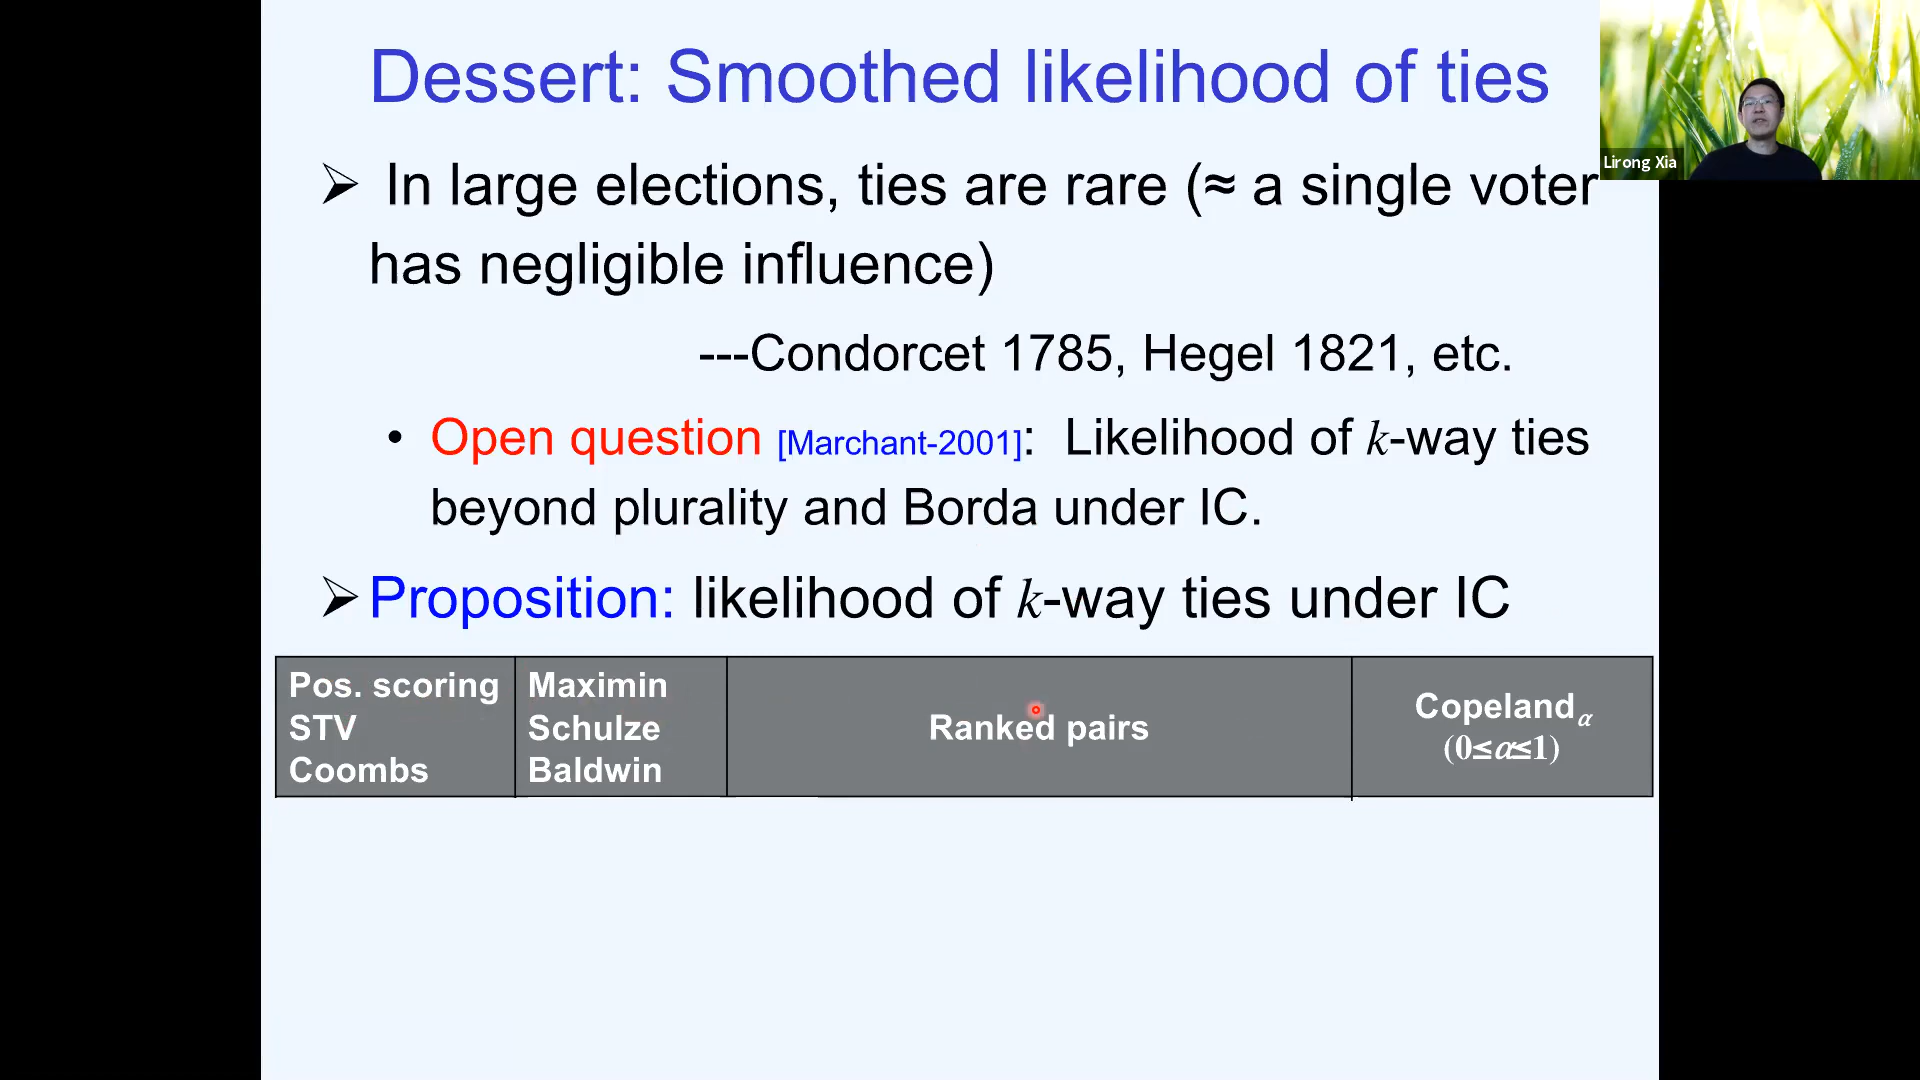 Dessert: Smoothed likelihood of ties
Lirong Xia
➢ In large elections, ties are rare (≈ a single voter
has negligible influence)
---Condorcet 1785, Hegel 1821, etc.
• Open question [Marchant-2001]: Likelihood of k-way ties
beyond plurality and Borda under IC.
➢ Proposition: likelihood of k-way ties under IC
Pos. scoring
STV
Coombs
Maximin
Schulze
Baldwin
Ranked pairs
Copelandα
(0≤α≤1)